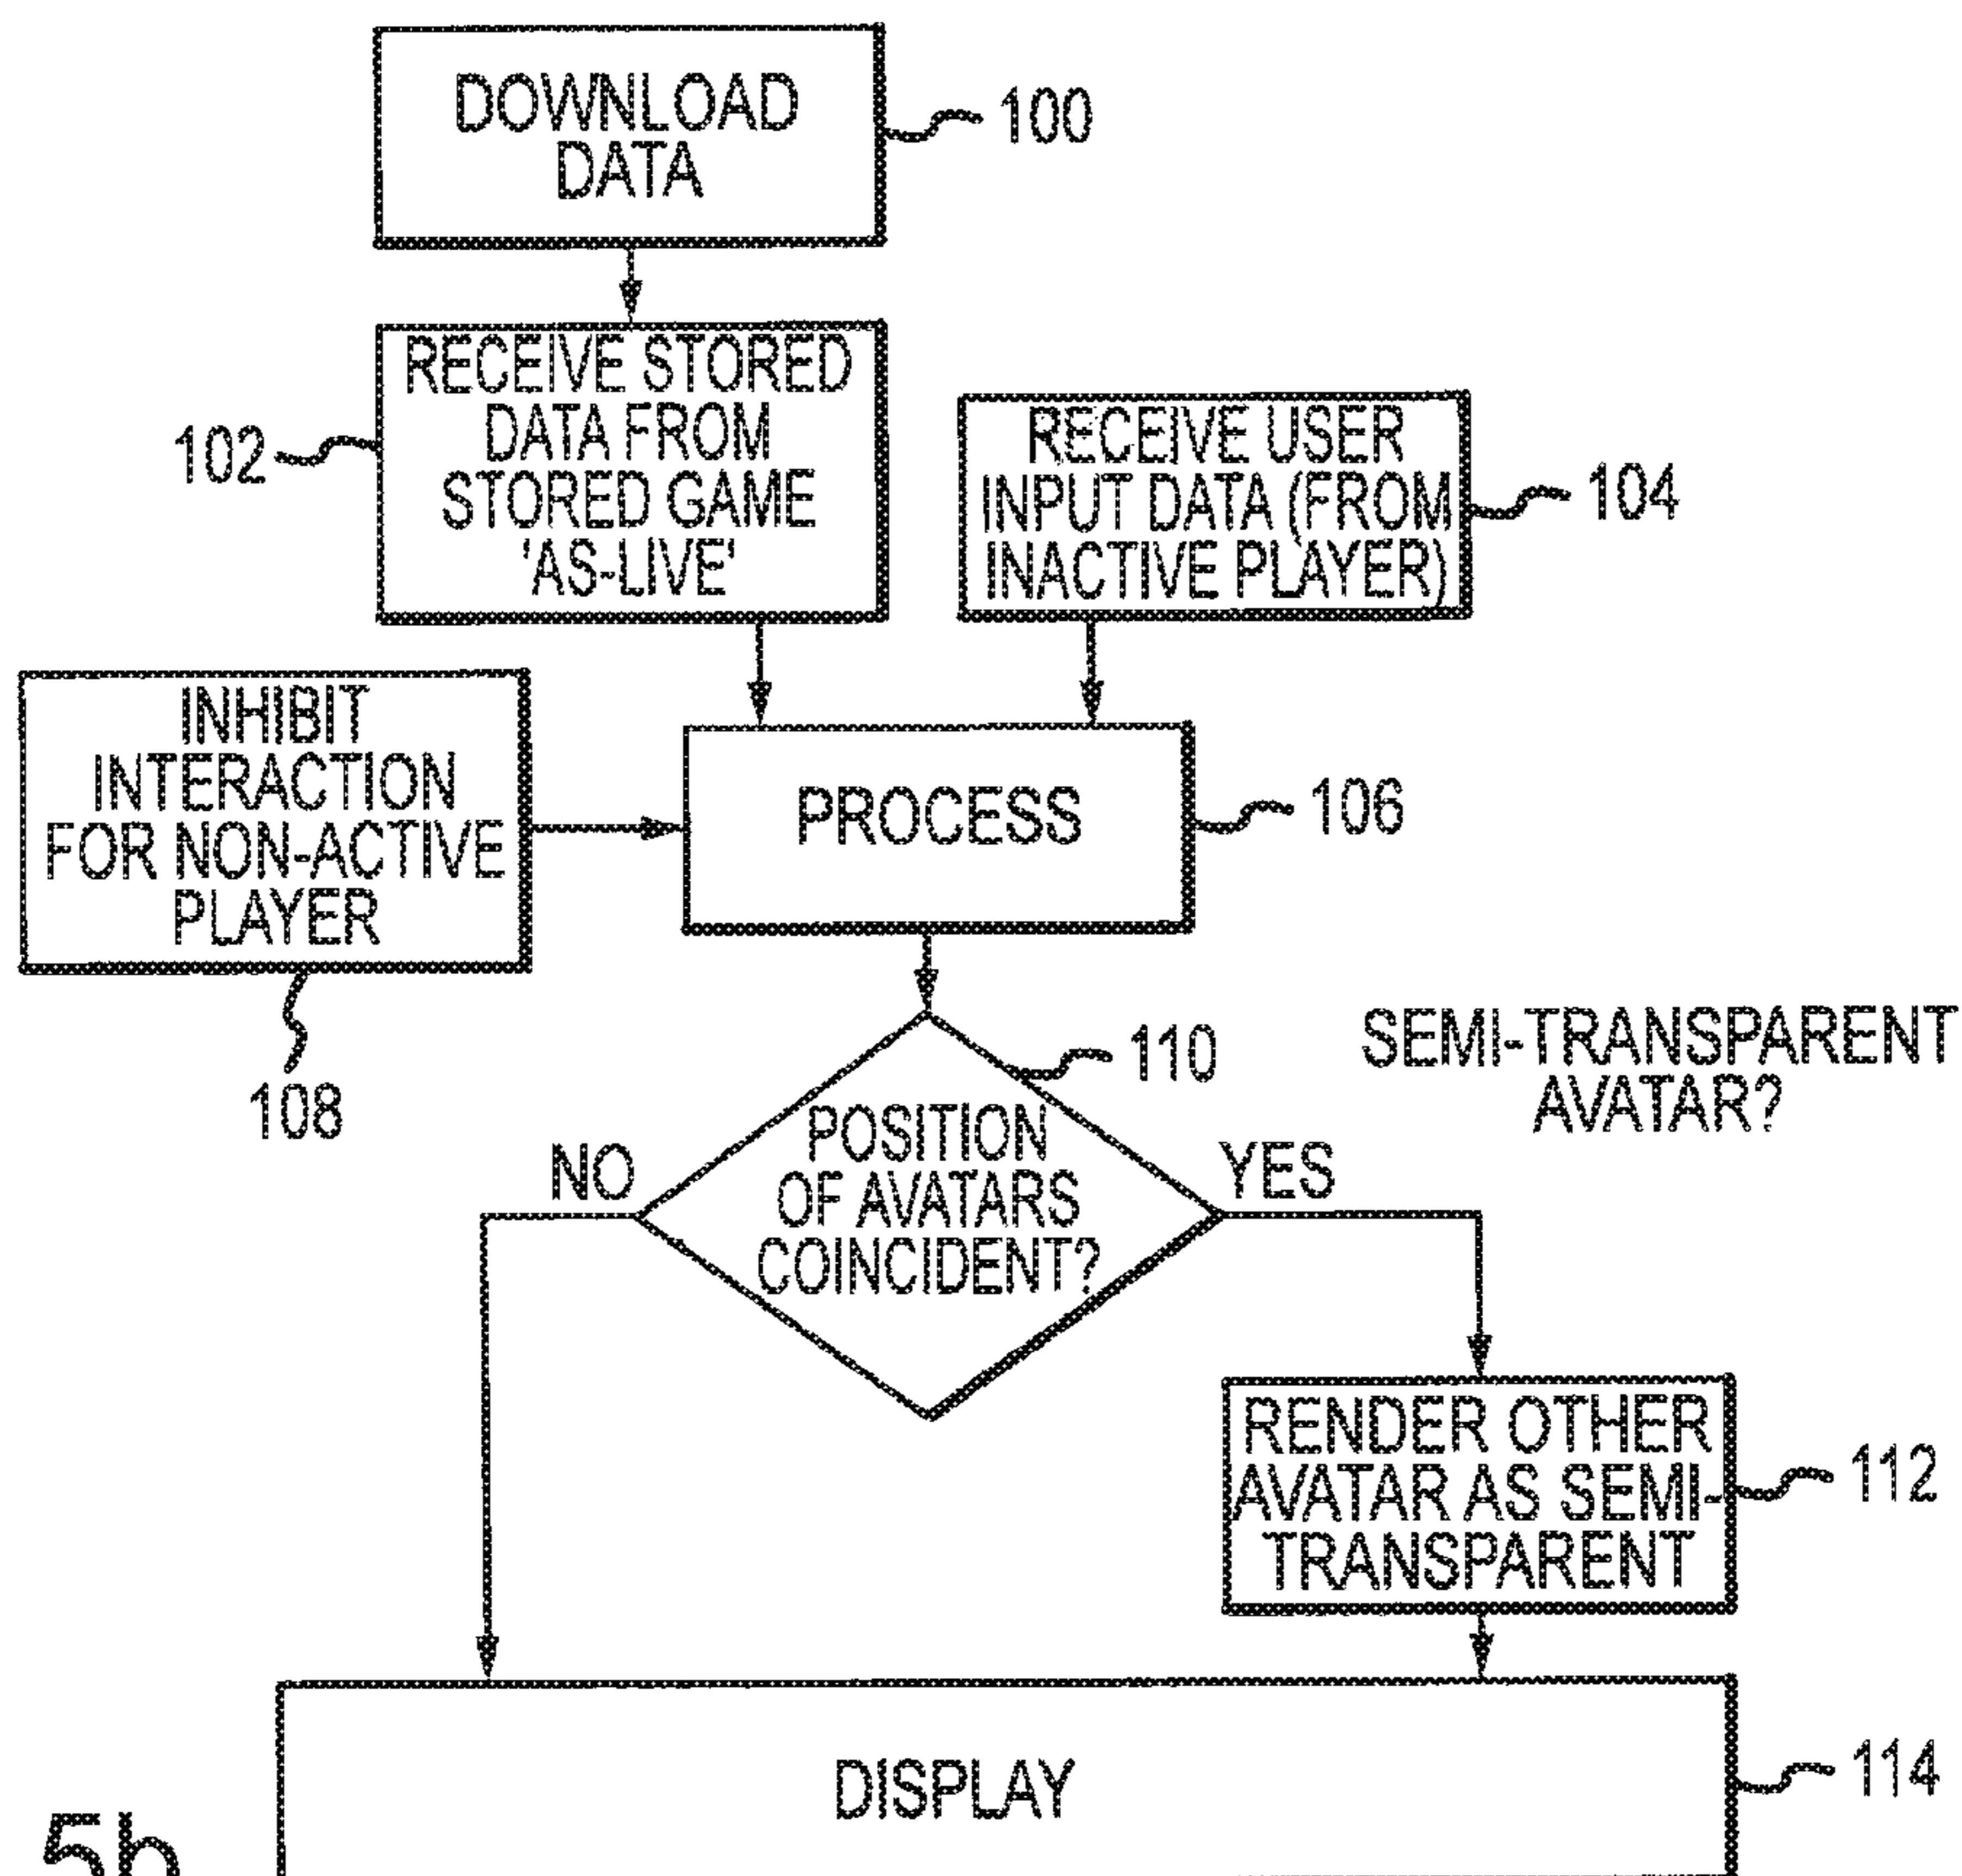 DOWNLOAD
DATA
100
RECEIVE STORED
DATA FROM
STORED GAME
'AS-LIVE'
102
RECEIVE USER
INPUT DATA (FROM
INACTIVE PLAYER)
104
INHIBIT
INTERACTION
FOR NON-ACTIVE
PLAYER
108
PROCESS
106
POSITION
OF AVATARS
COINCIDENT?
110
NO
YES
SEMI-TRANSPARENT
AVATAR?
RENDER OTHER
AVATAR AS SEMI-
TRANSPARENT
112
DISPLAY
114
5b